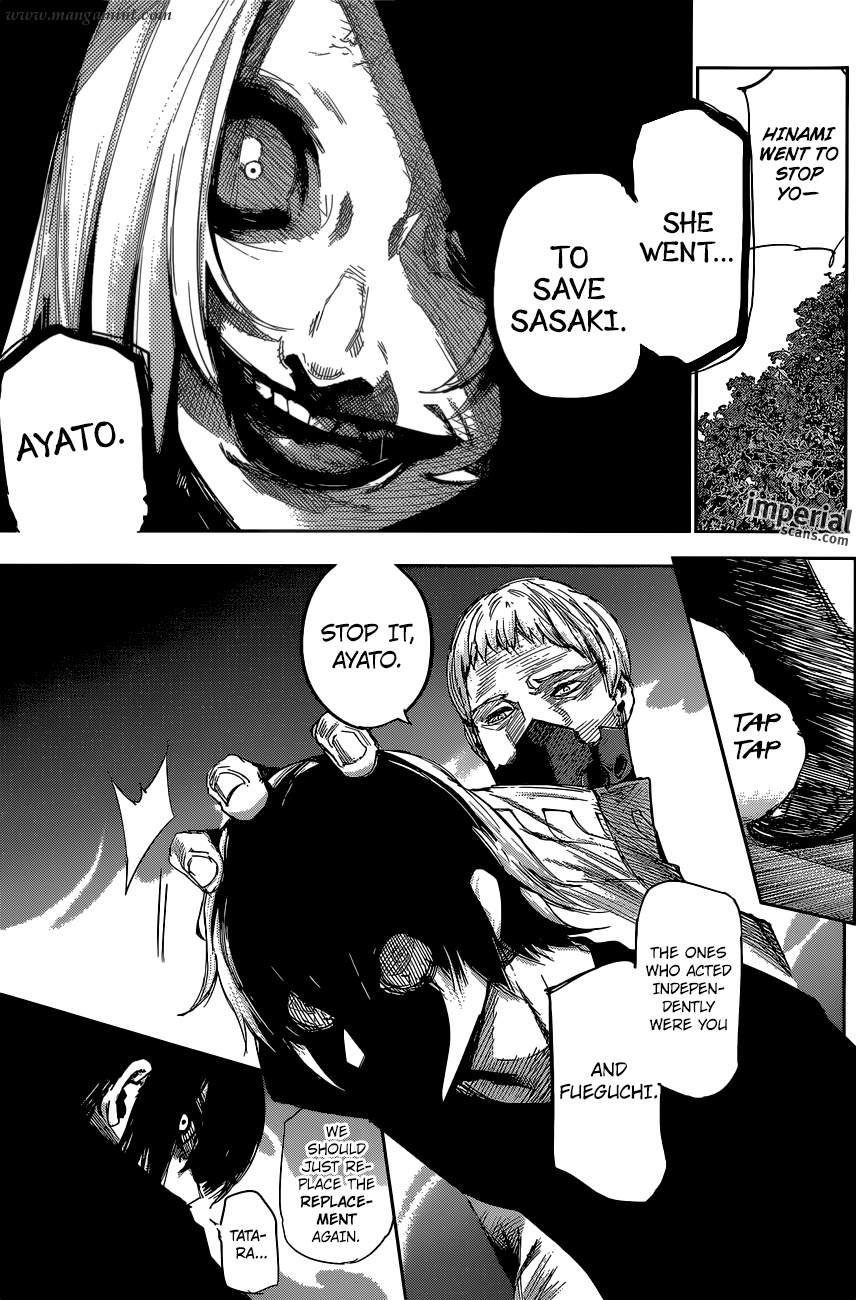 www.mangainn.com
HINAMI
WENT TO
STOP
YO—
SHE
WENT...
TO
SAVE
SASAKI.
AYATO.
imperial
scans.com
TAP
TAP
STOP IT,
AYATO.
THE ONES
WHO ACTED
INDEPEN-
DENTLY
WERE YOU
AND
FUEGUCHI.
WE
SHOULD
JUST RE-
PLACE THE
REPLACE-
MENT
AGAIN.
TATA-
RA...